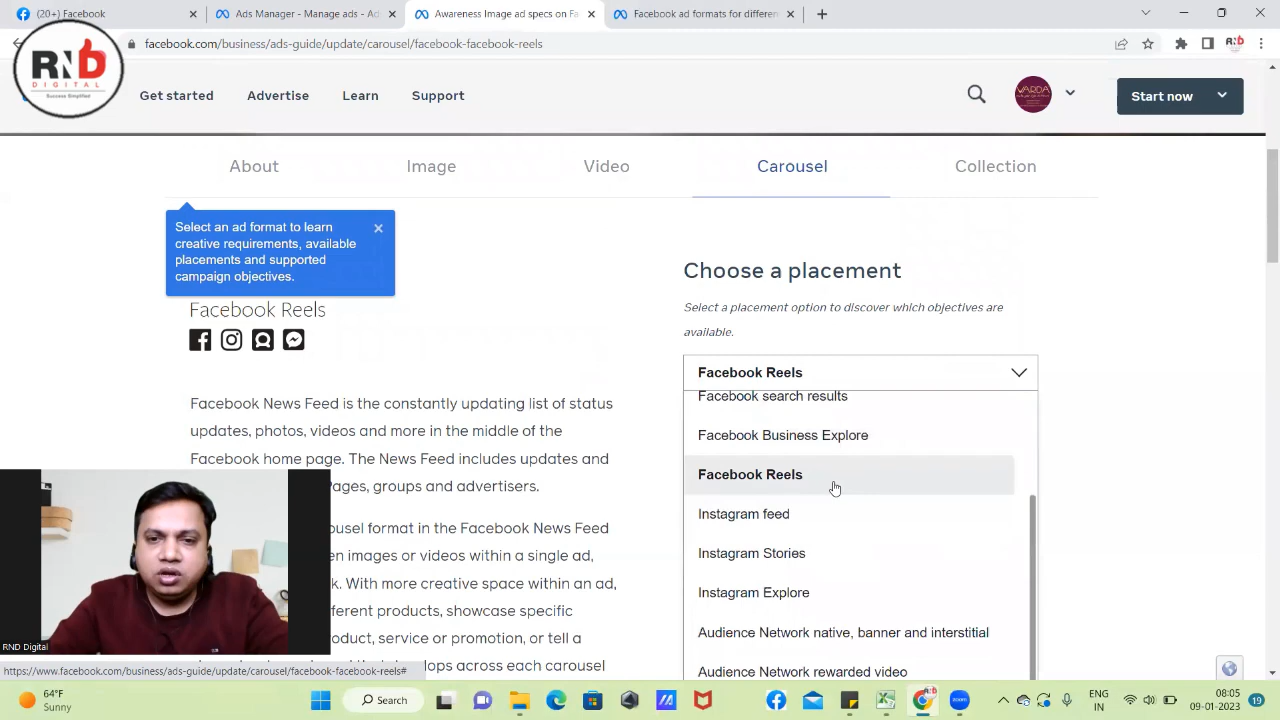 (20+) Facebook
Ads Manager - Manage ads - Ads
Awareness image ad specs on Fa
Facebook ad formats for
facebook.com/business/ads-guide/update/carousel/facebook-facebook-reels
RND
DIGITAL
Success Simplified
Get started
Advertise
Learn
Support
VARDA
Start now
About
Image
Video
Carousel
Collection
Select an ad format to learn
creative requirements, available
placements and supported
campaign objectives.
Choose a placement
Select a placement option to discover which objectives are
available.
Facebook Reels
Facebook Reels
Facebook search results
Facebook Business Explore
Facebook Reels
Instagram feed
Instagram Stories
Instagram Explore
Audience Network native, banner and interstitial
Audience Network rewarded video
Facebook News Feed is the constantly updating list of status
updates, photos, videos and more in the middle of the
Facebook home page. The News Feed includes updates and
Pages, groups and advertisers.
format in the Facebook News Feed
images or videos within a single ad,
With more creative space within an ad,
different products, showcase specific
product, service or promotion, or tell a
across each carousel
RND Digital
https://www.facebook.com/business/ads-guide/update/carousel/facebook-facebook-reels#
64°F
Sunny
Search
ENG
IN
08:05
09-01-2023
19